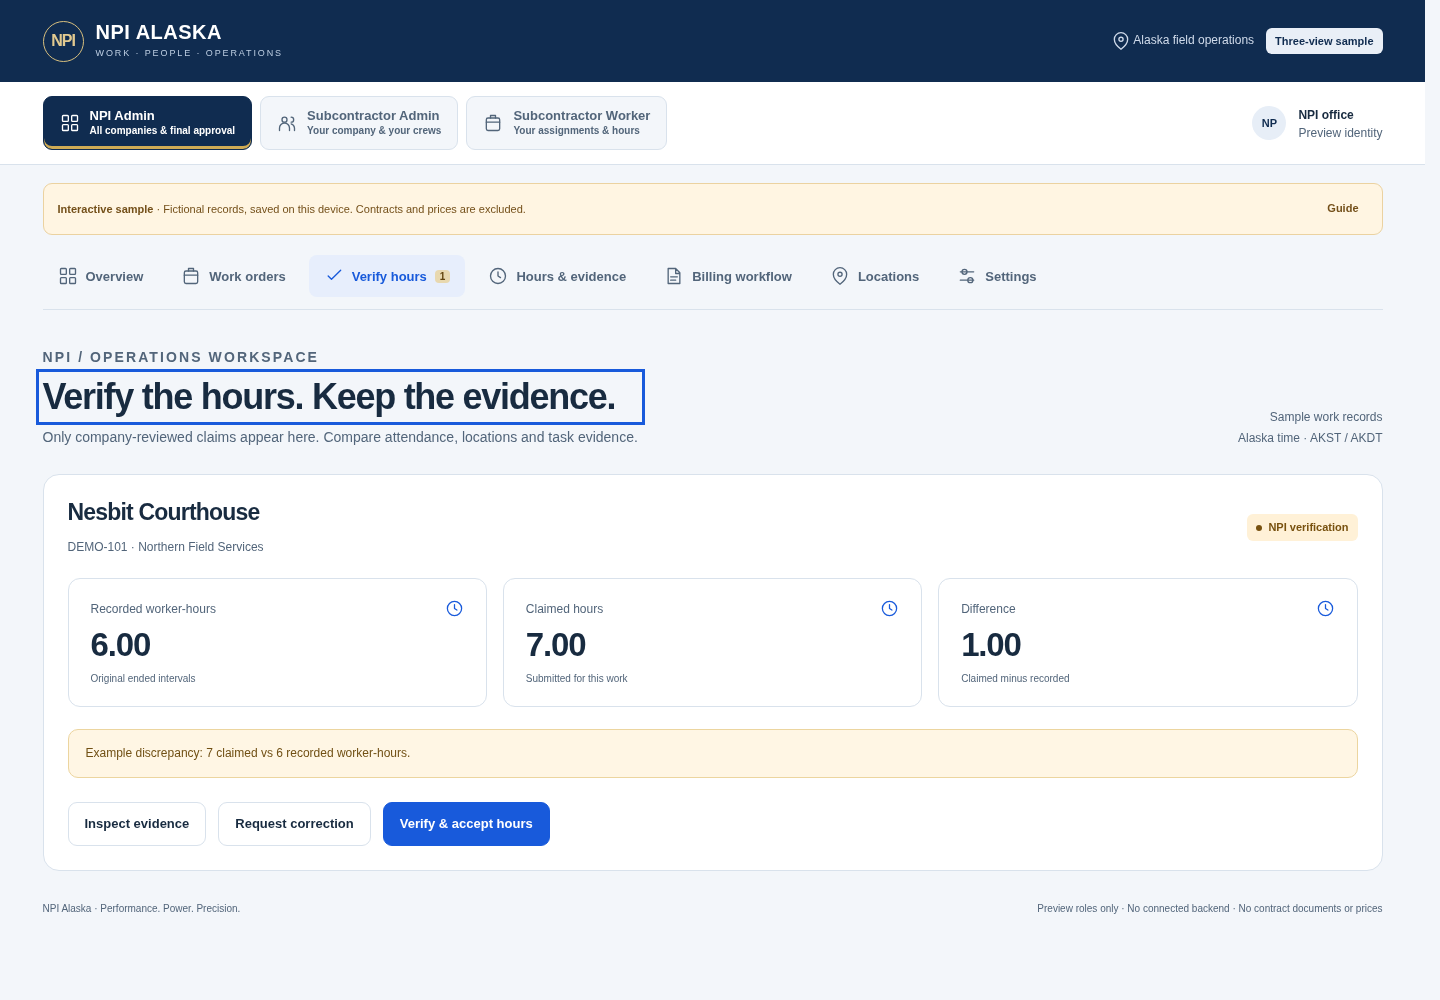 NPI
NPI ALASKA
WORK · PEOPLE · OPERATIONS
Alaska field operations
Three-view sample
NPI Admin
All companies & final approval
Subcontractor Admin
Your company & your crews
Subcontractor Worker
Your assignments & hours
NP
NPI office
Preview identity
Interactive sample · Fictional records, saved on this device. Contracts and prices are excluded.
Guide
Overview
Work orders
Verify hours 1
Hours & evidence
Billing workflow
Locations
Settings
NPI / OPERATIONS WORKSPACE
Verify the hours. Keep the evidence.
Only company-reviewed claims appear here. Compare attendance, locations and task evidence.
Sample work records
Alaska time · AKST / AKDT
Nesbit Courthouse
DEMO-101 · Northern Field Services
NPI verification
Recorded worker-hours
6.00
Original ended intervals
Claimed hours
7.00
Submitted for this work
Difference
1.00
Claimed minus recorded
Example discrepancy: 7 claimed vs 6 recorded worker-hours.
Inspect evidence
Request correction
Verify & accept hours
NPI Alaska · Performance. Power. Precision.
Preview roles only · No connected backend · No contract documents or prices